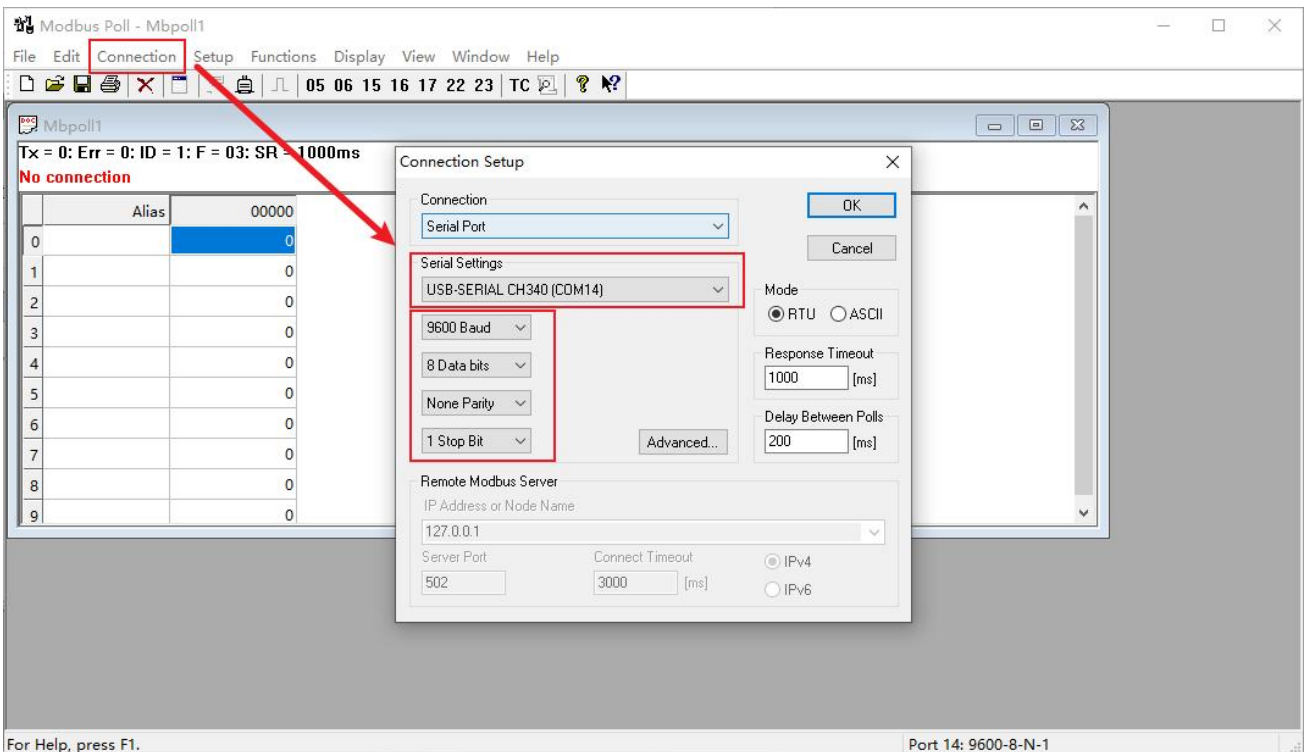 Modbus Poll - Mbpoll1
File Edit Connection Setup Functions Display View Window Help
05 06 15 16 17 22 23 TC
Mbpoll1
Tx = 0: Err = 0: ID = 1: F = 03: SR = 1000ms
No connection
Alias 00000
0 0
1 0
2 0
3 0
4 0
5 0
6 0
7 0
8 0
9 0
Connection Setup
Connection
Serial Port
OK
Cancel
Serial Settings
USB-SERIAL CH340 (COM14)
9600 Baud
8 Data bits
None Parity
1 Stop Bit
Advanced...
Mode
RTU ASCII
Response Timeout
1000 [ms]
Delay Between Polls
200 [ms]
Remote Modbus Server
IP Address or Node Name
127.0.0.1
Server Port Connect Timeout
502 3000 [ms]
IPv4
IPv6
For Help, press F1. Port 14: 9600-8-N-1